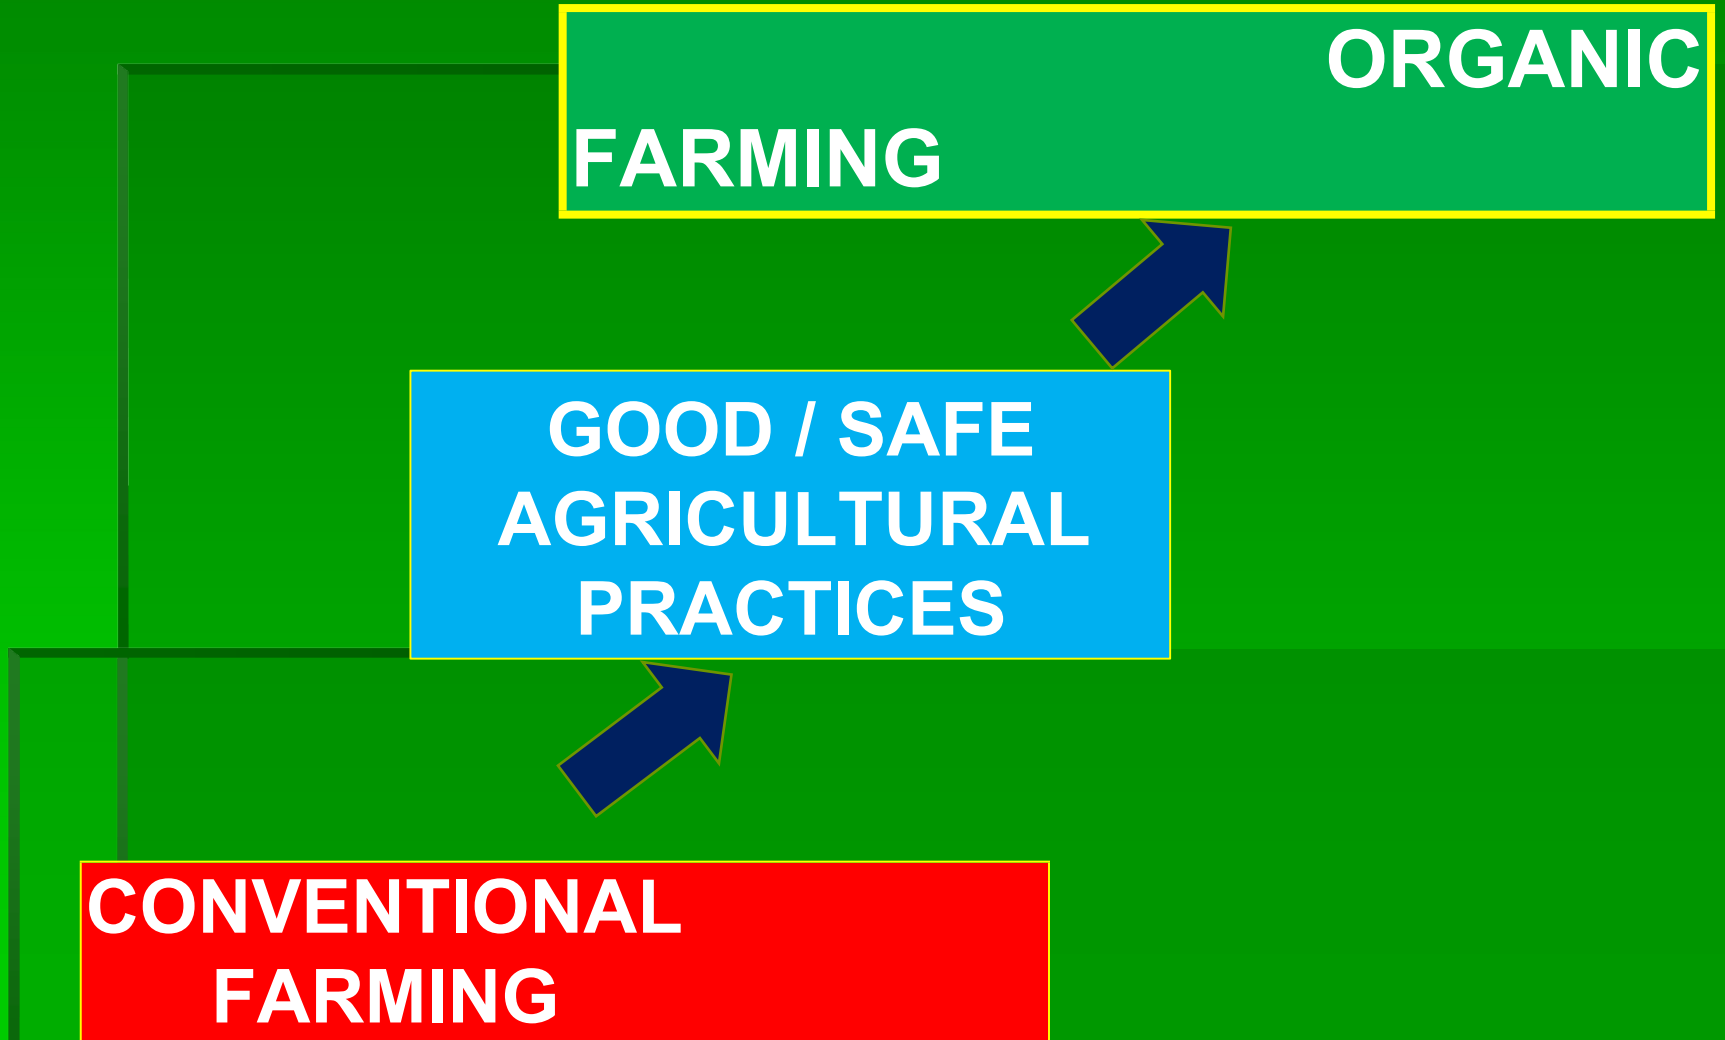 ORGANIC
FARMING
GOOD / SAFE
AGRICULTURAL
PRACTICES
CONVENTIONAL
FARMING